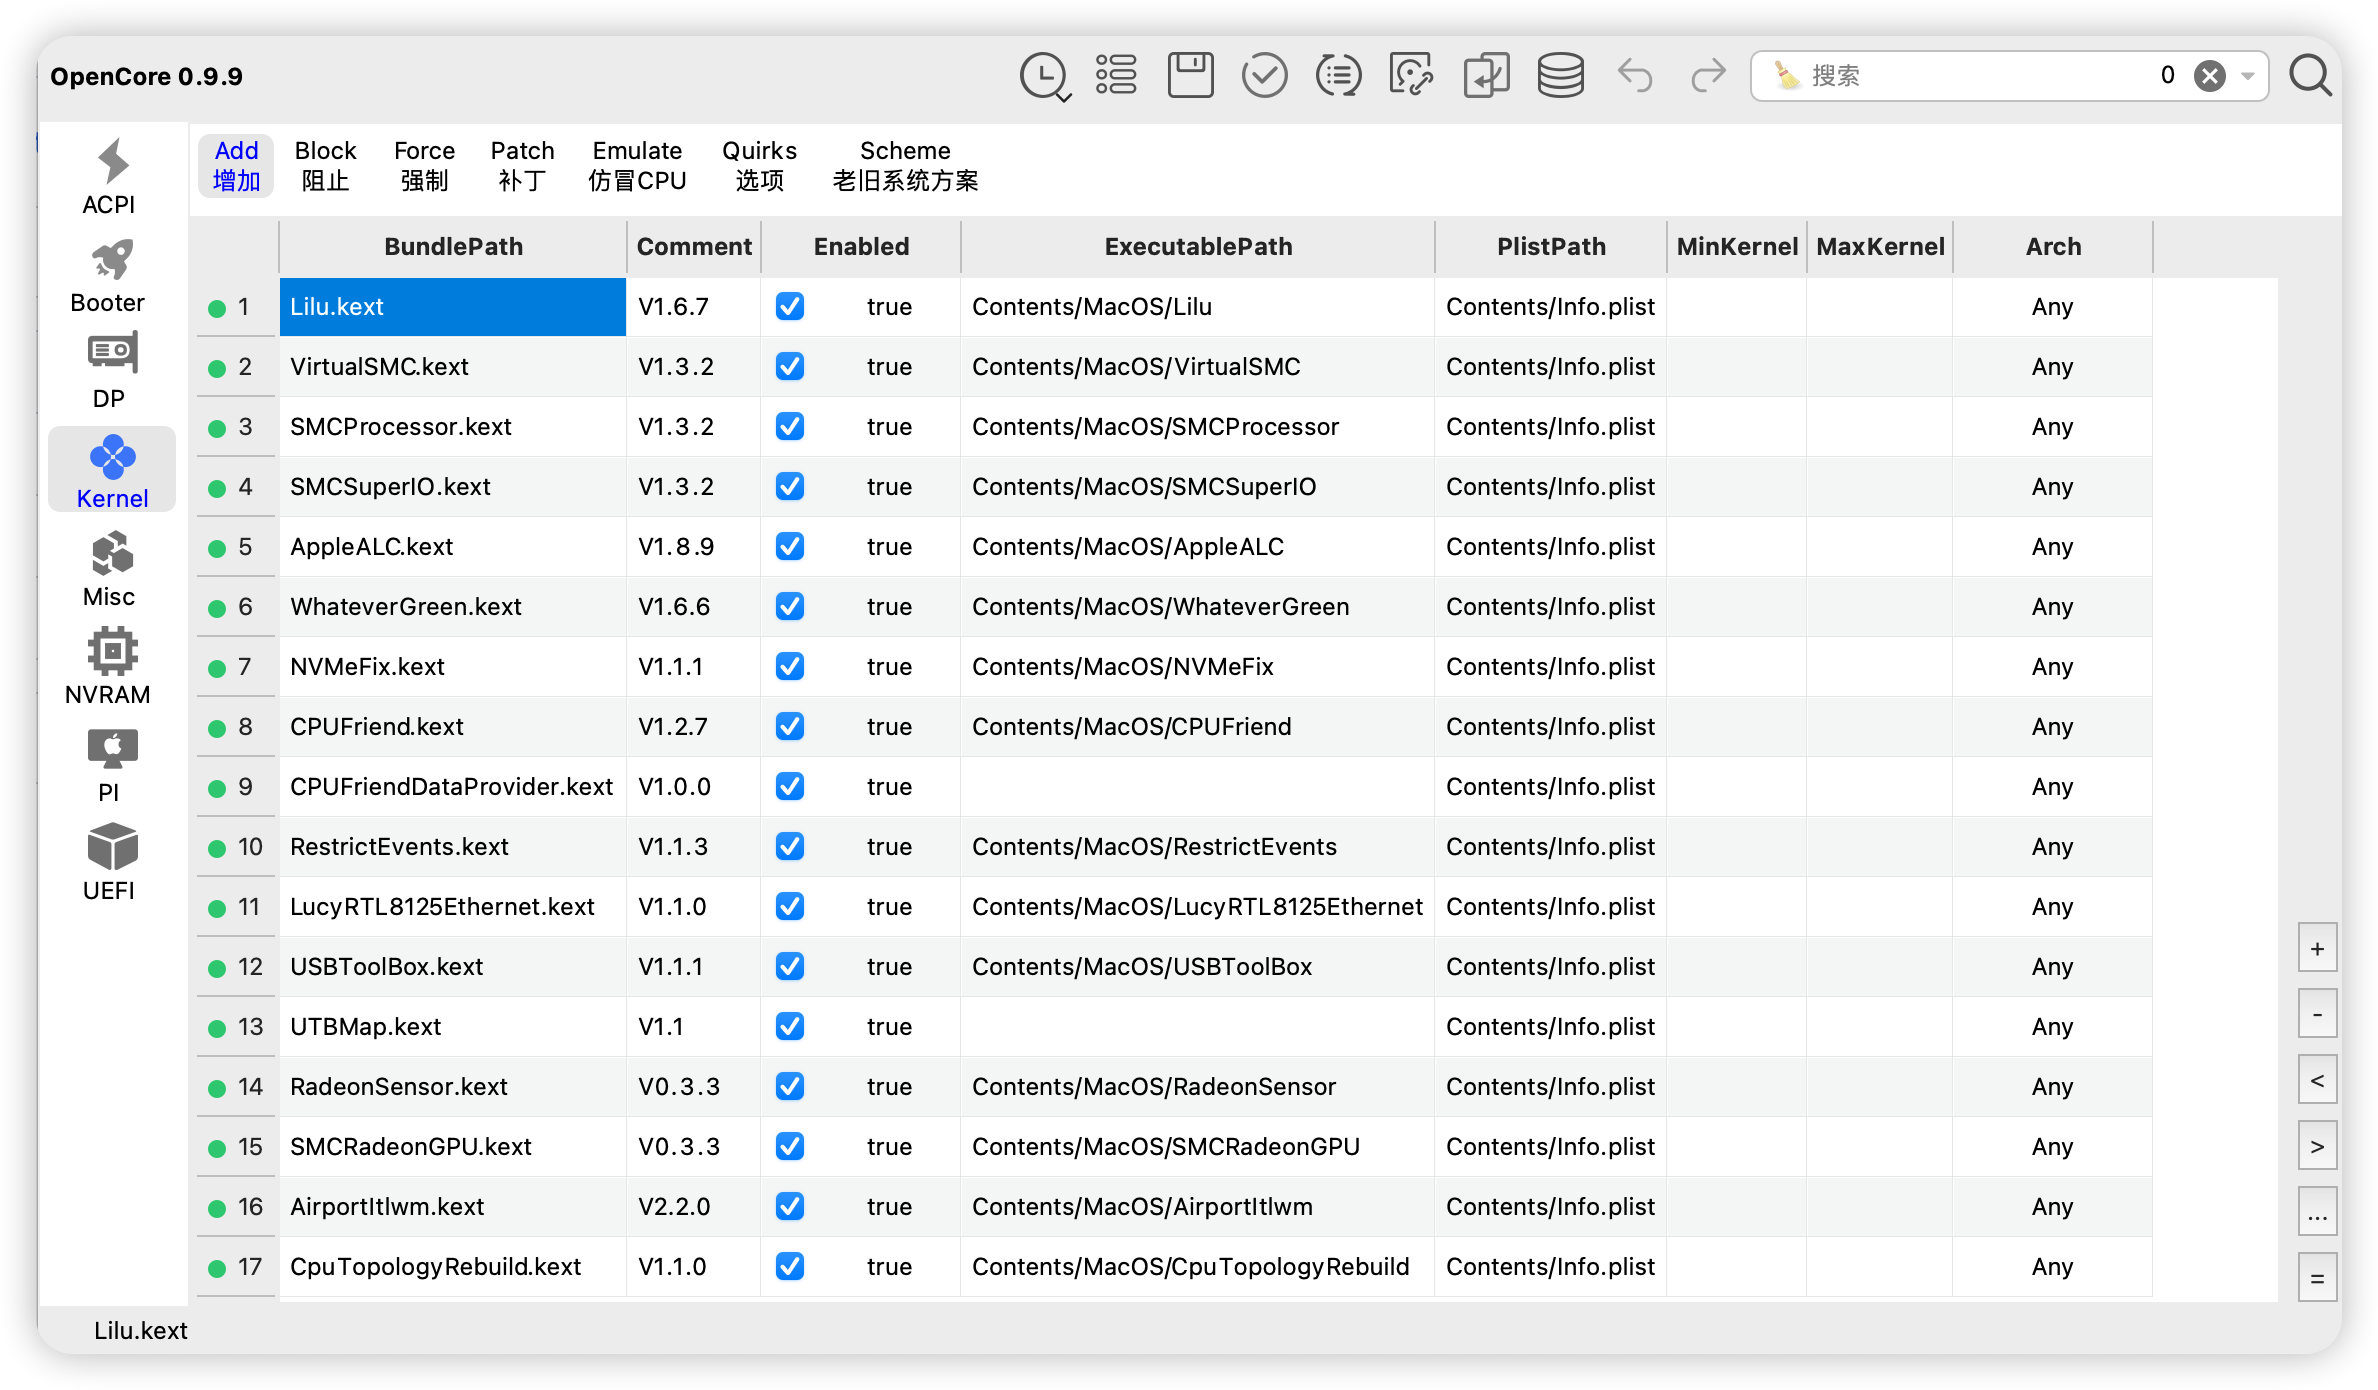 OpenCore 0.9.9
搜索 0
ACPI
Booter
DP
Kernel
Misc
NVRAM
PI
UEFI
Add Block Force Patch Emulate Quirks Scheme
增加 阻止 强制 补丁 仿冒CPU 选项 老旧系统方案
BundlePath Comment Enabled ExecutablePath PlistPath MinKernel MaxKernel Arch
1 Lilu.kext V1.6.7 true Contents/MacOS/Lilu Contents/Info.plist Any
2 VirtualSMC.kext V1.3.2 true Contents/MacOS/VirtualSMC Contents/Info.plist Any
3 SMCProcessor.kext V1.3.2 true Contents/MacOS/SMCProcessor Contents/Info.plist Any
4 SMCSuperIO.kext V1.3.2 true Contents/MacOS/SMCSuperIO Contents/Info.plist Any
5 AppleALC.kext V1.8.9 true Contents/MacOS/AppleALC Contents/Info.plist Any
6 WhateverGreen.kext V1.6.6 true Contents/MacOS/WhateverGreen Contents/Info.plist Any
7 NVMeFix.kext V1.1.1 true Contents/MacOS/NVMeFix Contents/Info.plist Any
8 CPUFriend.kext V1.2.7 true Contents/MacOS/CPUFriend Contents/Info.plist Any
9 CPUFriendDataProvider.kext V1.0.0 true Contents/Info.plist Any
10 RestrictEvents.kext V1.1.3 true Contents/MacOS/RestrictEvents Contents/Info.plist Any
11 LucyRTL8125Ethernet.kext V1.1.0 true Contents/MacOS/LucyRTL8125Ethernet Contents/Info.plist Any
12 USBToolBox.kext V1.1.1 true Contents/MacOS/USBToolBox Contents/Info.plist Any
13 UTBMap.kext V1.1 true Contents/Info.plist Any
14 RadeonSensor.kext V0.3.3 true Contents/MacOS/RadeonSensor Contents/Info.plist Any
15 SMCRadeonGPU.kext V0.3.3 true Contents/MacOS/SMCRadeonGPU Contents/Info.plist Any
16 AirportItlwm.kext V2.2.0 true Contents/MacOS/AirportItlwm Contents/Info.plist Any
17 CpuTopologyRebuild.kext V1.1.0 true Contents/MacOS/CpuTopologyRebuild Contents/Info.plist Any
+
-
<
>
...
=
Lilu.kext